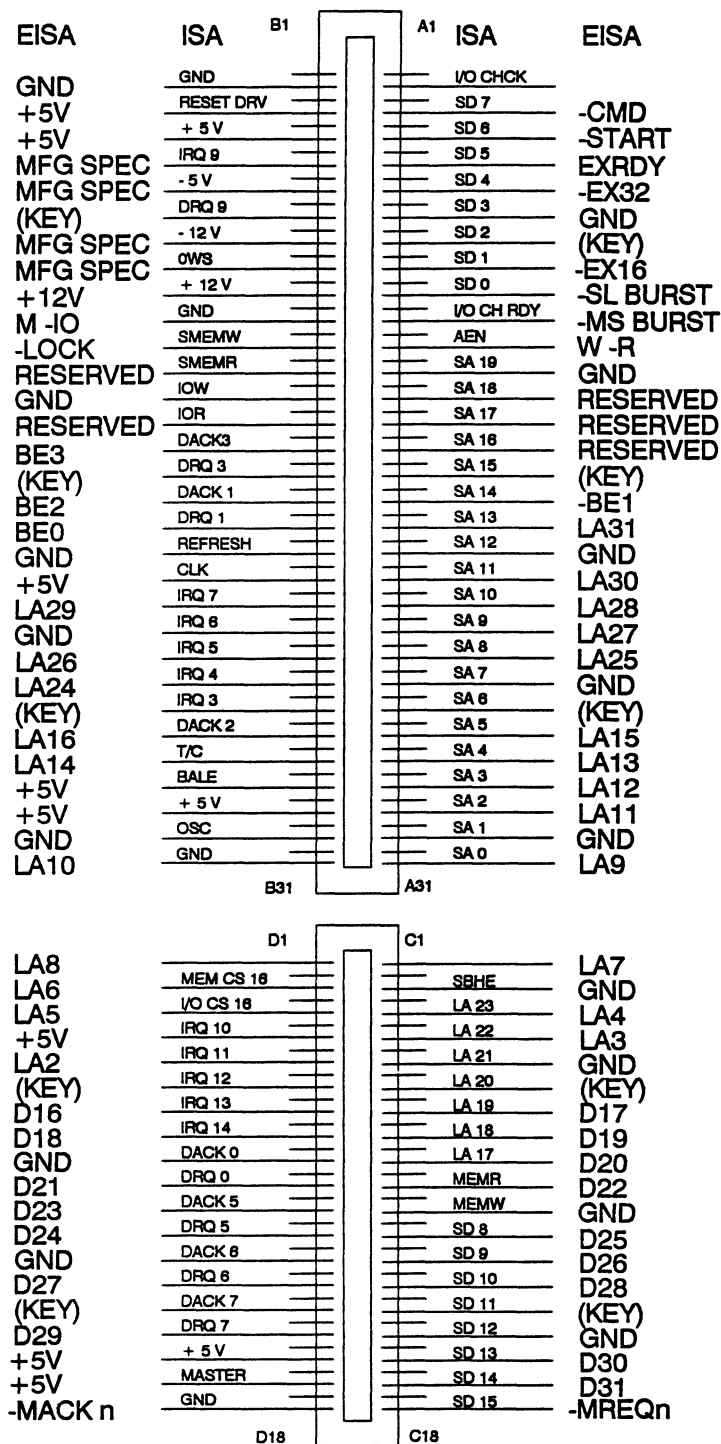 EISA ISA B1 A1 ISA EISA
GND I/O CHCK
GND
RESET DRV SD 7
+5V -CMD
+ 5 V SD 6
+5V -START
IRQ 9 SD 5
MFG SPEC EXRDY
- 5 V SD 4
MFG SPEC -EX32
DRQ 9 SD 3
(KEY) GND
- 12 V SD 2
MFG SPEC (KEY)
0WS SD 1
MFG SPEC -EX16
+ 12 V SD 0
+12V -SL BURST
GND I/O CH RDY
M -IO -MS BURST
SMEMW AEN
-LOCK W -R
SMEMR SA 19
RESERVED GND
IOW SA 18
GND RESERVED
IOR SA 17
RESERVED RESERVED
DACK3 SA 16
BE3 RESERVED
DRQ 3 SA 15
(KEY) (KEY)
DACK 1 SA 14
BE2 -BE1
DRQ 1 SA 13
BE0 LA31
REFRESH SA 12
GND GND
CLK SA 11
+5V LA30
IRQ 7 SA 10
LA29 LA28
IRQ 6 SA 9
GND LA27
IRQ 5 SA 8
LA26 LA25
IRQ 4 SA 7
LA24 GND
IRQ 3 SA 6
(KEY) (KEY)
DACK 2 SA 5
LA16 LA15
T/C SA 4
LA14 LA13
BALE SA 3
+5V LA12
+ 5 V SA 2
+5V LA11
OSC SA 1
GND GND
GND SA 0
LA10 LA9
B31 A31
D1 C1
LA8 LA7
MEM CS 16 SBHE
LA6 GND
I/O CS 16 LA 23
LA5 LA4
IRQ 10 LA 22
+5V LA3
IRQ 11 LA 21
LA2 GND
IRQ 12 LA 20
(KEY) (KEY)
IRQ 13 LA 19
D16 D17
IRQ 14 LA 18
D18 D19
DACK 0 LA 17
GND D20
DRQ 0 MEMR
D21 D22
DACK 5 MEMW
D23 GND
DRQ 5 SD 8
D24 D25
DACK 6 SD 9
GND D26
DRQ 6 SD 10
D27 D28
DACK 7 SD 11
(KEY) (KEY)
DRQ 7 SD 12
D29 GND
+ 5 V SD 13
+5V D30
MASTER SD 14
+5V D31
GND SD 15
-MACK n -MREQn
D18 C18